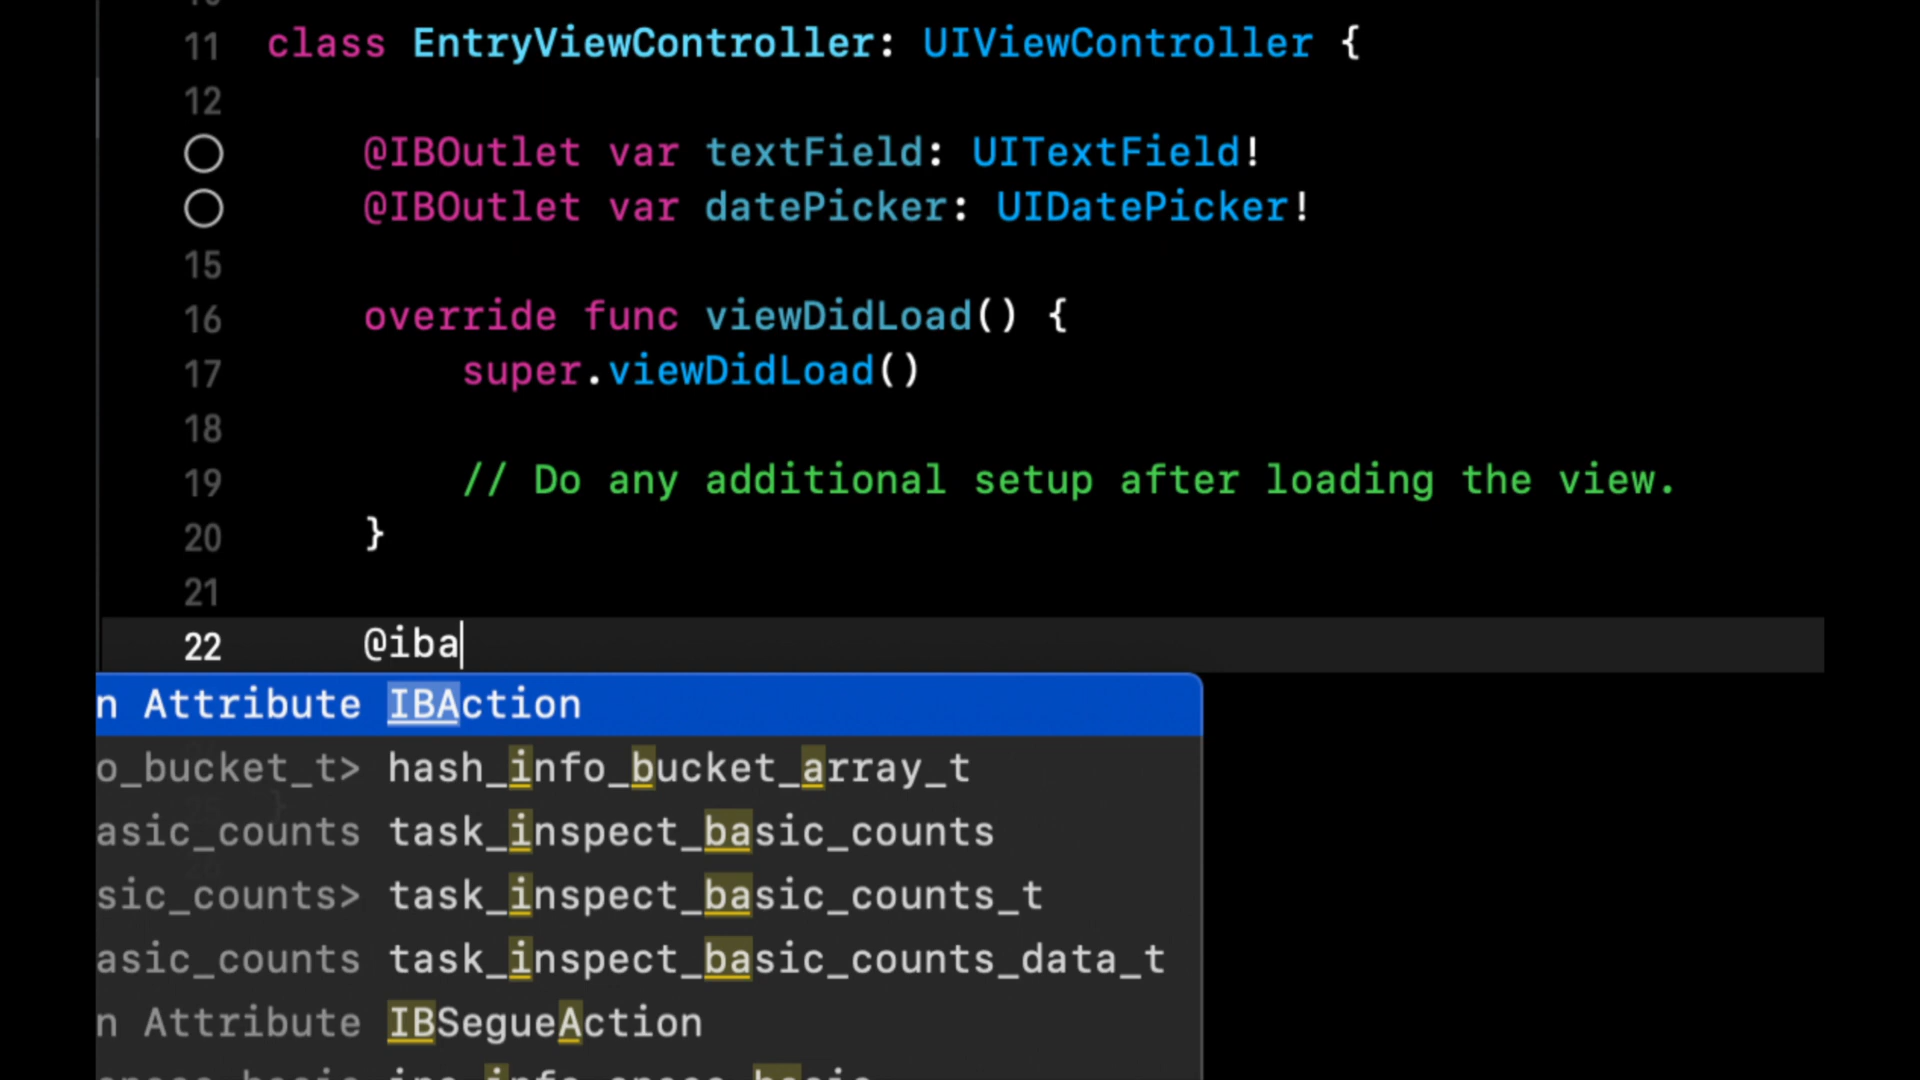 11 class EntryViewController: UIViewController {
12
@IBOutlet var textField: UITextField!
@IBOutlet var datePicker: UIDatePicker!
15
16 override func viewDidLoad() {
17 super.viewDidLoad()
18
19 // Do any additional setup after loading the view.
20 }
21
22 @iba
n Attribute IBAction
o_bucket_t> hash_info_bucket_array_t
asic_counts task_inspect_basic_counts
sic_counts> task_inspect_basic_counts_t
asic_counts task_inspect_basic_counts_data_t
n Attribute IBSegueAction